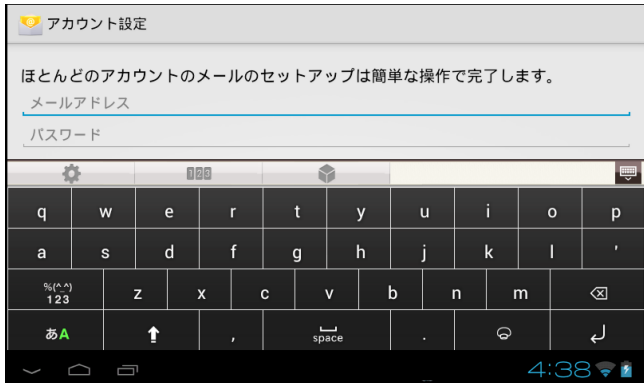 アカウント設定
ほとんどのアカウントのメールのセットアップは簡単な操作で完了します。
メールアドレス
パスワード
123
q w e r t y u i o p
a s d f g h j k l '
%(^_^)
123 z x c v b n m
あA , space .
4:38